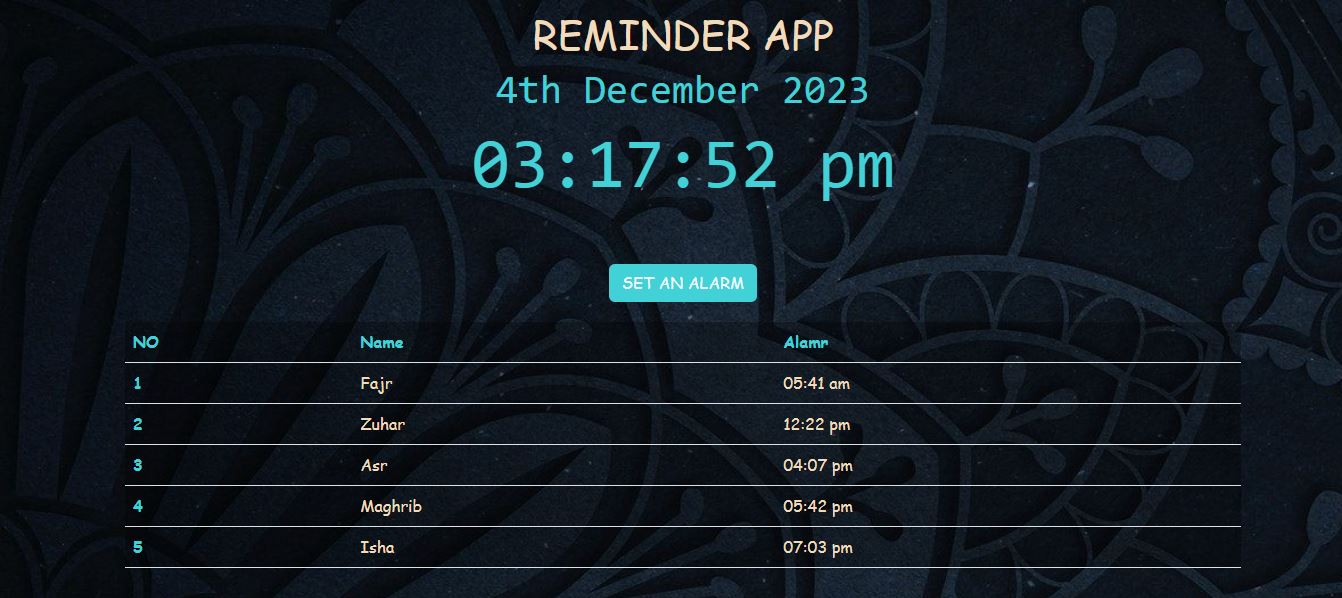 REMINDER APP
4th December 2023
03:17:52 pm
SET AN ALARM
NO Name Alamr
1 Fajr 05:41 am
2 Zuhar 12:22 pm
3 Asr 04:07 pm
4 Maghrib 05:42 pm
5 Isha 07:03 pm